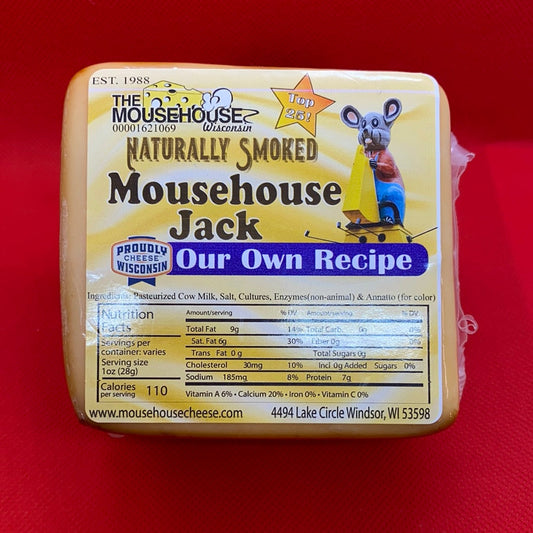 EST. 1988
THE
MOUSEHOUSE
Wisconsin
00001621069
Top
25!
NATURALLY SMOKED
Mousehouse
Jack
PROUDLY
CHEESE
WISCONSIN
Our Own Recipe
Ingredients: Pasteurized Cow Milk, Salt, Cultures, Enzymes(non-animal) & Annatto (for color)
Nutrition
Facts
Servings per
container: varies
Serving size
1oz (28g)
Calories
per serving 110
Amount/serving % DV. Amount/serving % DV.
Total Fat 9g 14% Total Carb. 0g 0%
Sat. Fat 6g 30% Fiber 0g 0%
Trans Fat 0 g Total Sugars 0g
Cholesterol 30mg 10% Incl 0g Added Sugars 0%
Sodium 185mg 8% Protein 7g
Vitamin A 6% • Calcium 20% • Iron 0% • Vitamin C 0%
www.mousehousecheese.com 4494 Lake Circle Windsor, WI 53598